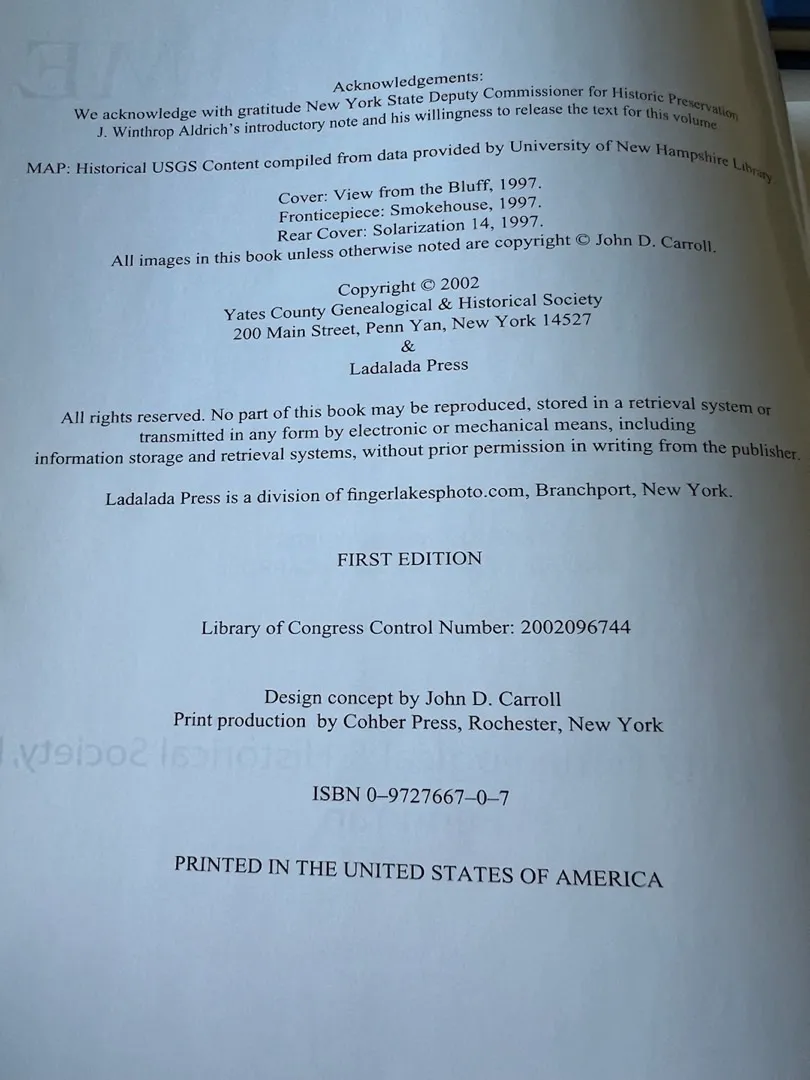 Acknowledgements:
We acknowledge with gratitude New York State Deputy Commissioner for Historic Preservation
J. Winthrop Aldrich's introductory note and his willingness to release the text for this volume
MAP: Historical USGS Content compiled from data provided by University of New Hampshire Library
Cover: View from the Bluff, 1997.
Fronticepiece: Smokehouse, 1997.
Rear Cover: Solarization 14, 1997.
All images in this book unless otherwise noted are copyright © John D. Carroll.
Copyright © 2002
Yates County Genealogical & Historical Society
200 Main Street, Penn Yan, New York 14527
&
Ladalada Press
All rights reserved. No part of this book may be reproduced, stored in a retrieval system or
transmitted in any form by electronic or mechanical means, including
information storage and retrieval systems, without prior permission in writing from the publisher.
Ladalada Press is a division of fingerlakesphoto.com, Branchport, New York.
FIRST EDITION
Library of Congress Control Number: 2002096744
Design concept by John D. Carroll
Print production by Cohber Press, Rochester, New York
ISBN 0–9727667–0–7
PRINTED IN THE UNITED STATES OF AMERICA